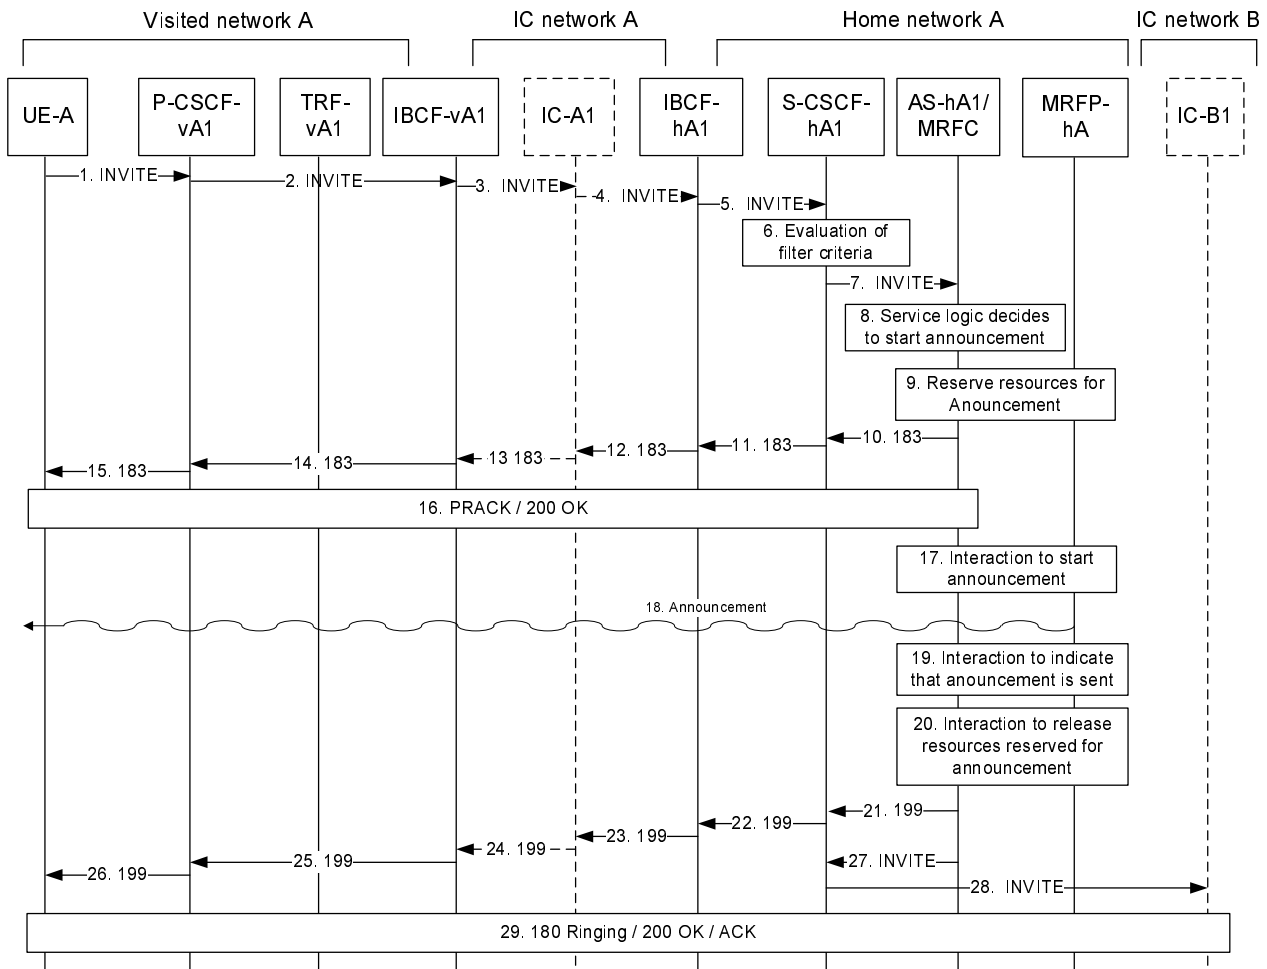 Visited network A
IC network A
Home network A
IC network B
UE-A
P-CSCF-
vA1
TRF-
vA1
IBCF-vA1
IC-A1
IBCF-
hA1
S-CSCF-
hA1
AS-hA1/
MRFC
MRFP-
hA
IC-B1
1. INVITE
2. INVITE
3. INVITE
4. INVITE
5. INVITE
6. Evaluation of
filter criteria
7. INVITE
8. Service logic decides
to start announcement
9. Reserve resources for
Anouncement
10. 183
11. 183
12. 183
13 183
14. 183
15. 183
16. PRACK / 200 OK
17. Interaction to start
announcement
18. Announcement
19. Interaction to indicate
that anouncement is sent
20. Interaction to release
resources reserved for
announcement
21. 199
22. 199
23. 199
24. 199
25. 199
26. 199
27. INVITE
28. INVITE
29. 180 Ringing / 200 OK / ACK